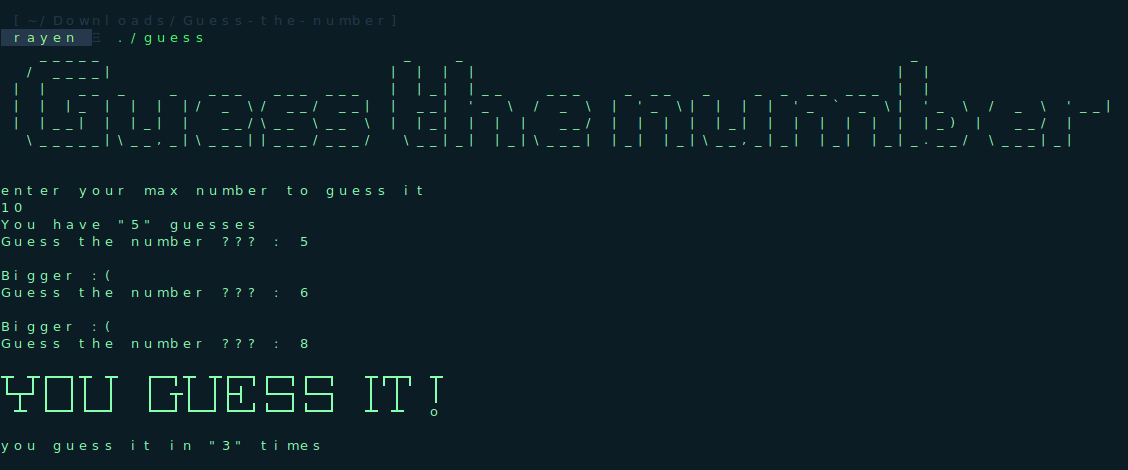 [ ~/Downloads/Guess-the-number]
rayen ./guess
Guess the number
enter your max number to guess it
10
You have "5" guesses
Guess the number ??? : 5
Bigger :(
Guess the number ??? : 6
Bigger :(
Guess the number ??? : 8
YOU GUESS IT!
you guess it in "3" times